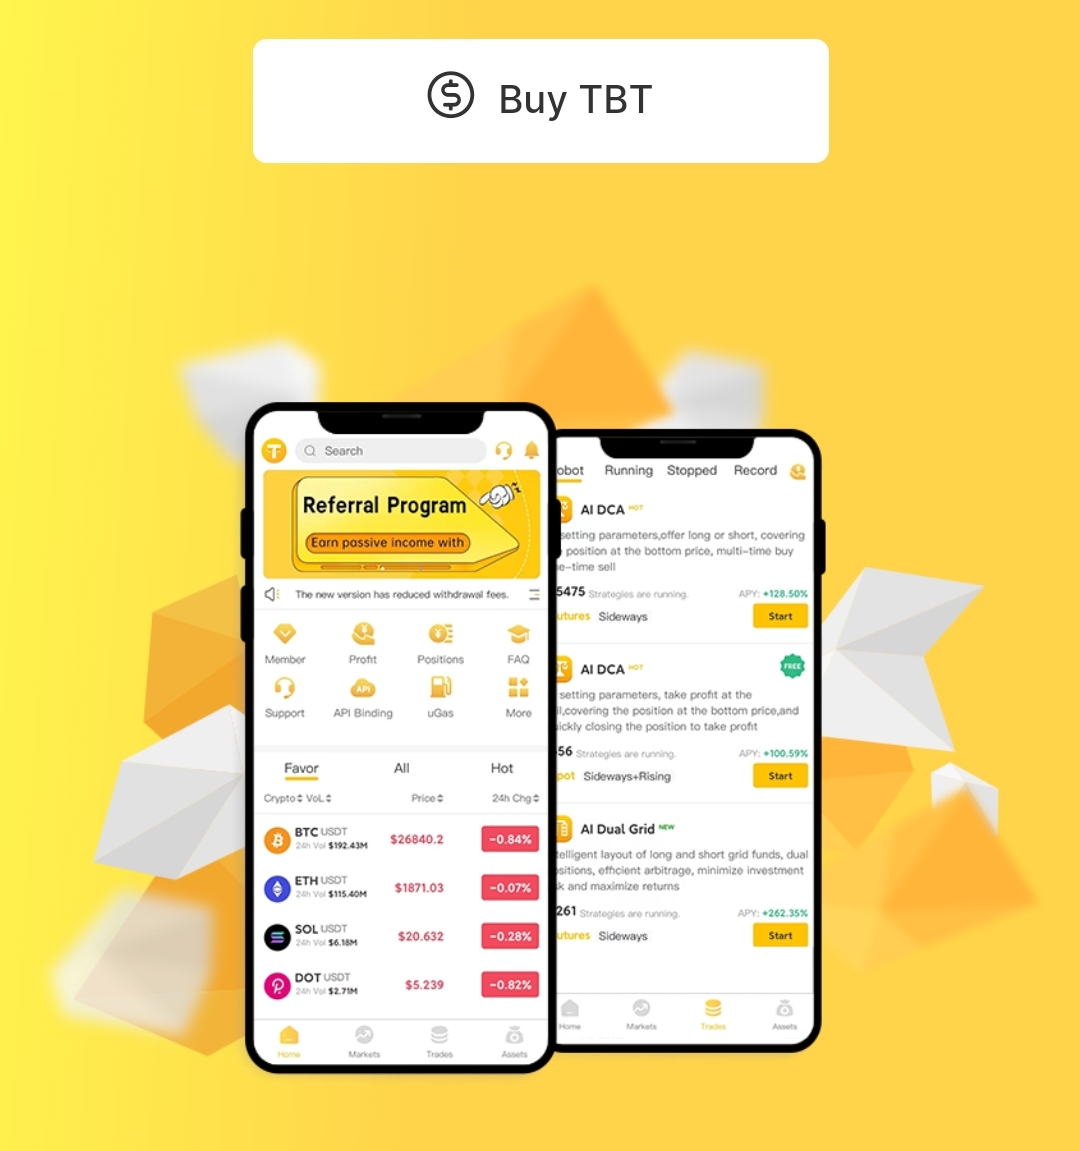 Buy TBT
Search
Referral Program
Earn passive income with
The new version has reduced withdrawal fees.
Member Profit Positions FAQ
API
Support API Binding uGas More
Favor All Hot
Crypto VoL Price 24h Chg
BTC USDT $26840.2 -0.84%
24h Vol $192.43M
ETH USDT $1871.03 -0.07%
24h Vol $115.40M
SOL USDT $20.632 -0.28%
24h Vol $6.18M
DOT USDT $5.239 -0.82%
24h Vol $2.71M
Home Markets Trades Assets
obot Running Stopped Record
AI DCA HOT
setting parameters,offer long or short, covering
position at the bottom price, multi-time buy
e-time sell
5475 Strategies are running. APY: +128.50%
utures Sideways Start
AI DCA HOT FREE
setting parameters, take profit at the
ll,covering the position at the bottom price,and
ickly closing the position to take profit
56 Strategies are running. APY: +100.59%
pot Sideways+Rising Start
AI Dual Grid NEW
telligent layout of long and short grid funds, dual
sitions, efficient arbitrage, minimize investment
k and maximize returns
261 Strategies are running. APY: +262.35%
utures Sideways Start
Home Markets Trades Assets